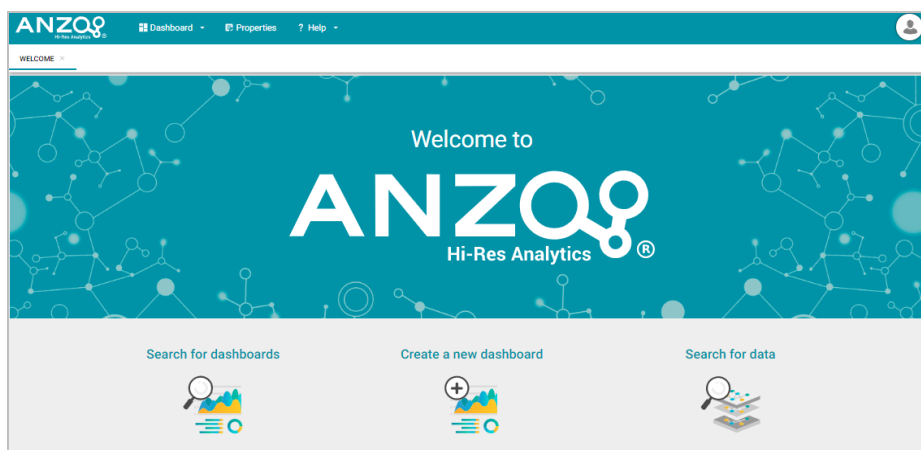 ANZO
Hi-Res Analytics ®
Dashboard
Properties
? Help
WELCOME ×
Welcome to
ANZO
Hi-Res Analytics ®
Search for dashboards
Create a new dashboard
Search for data